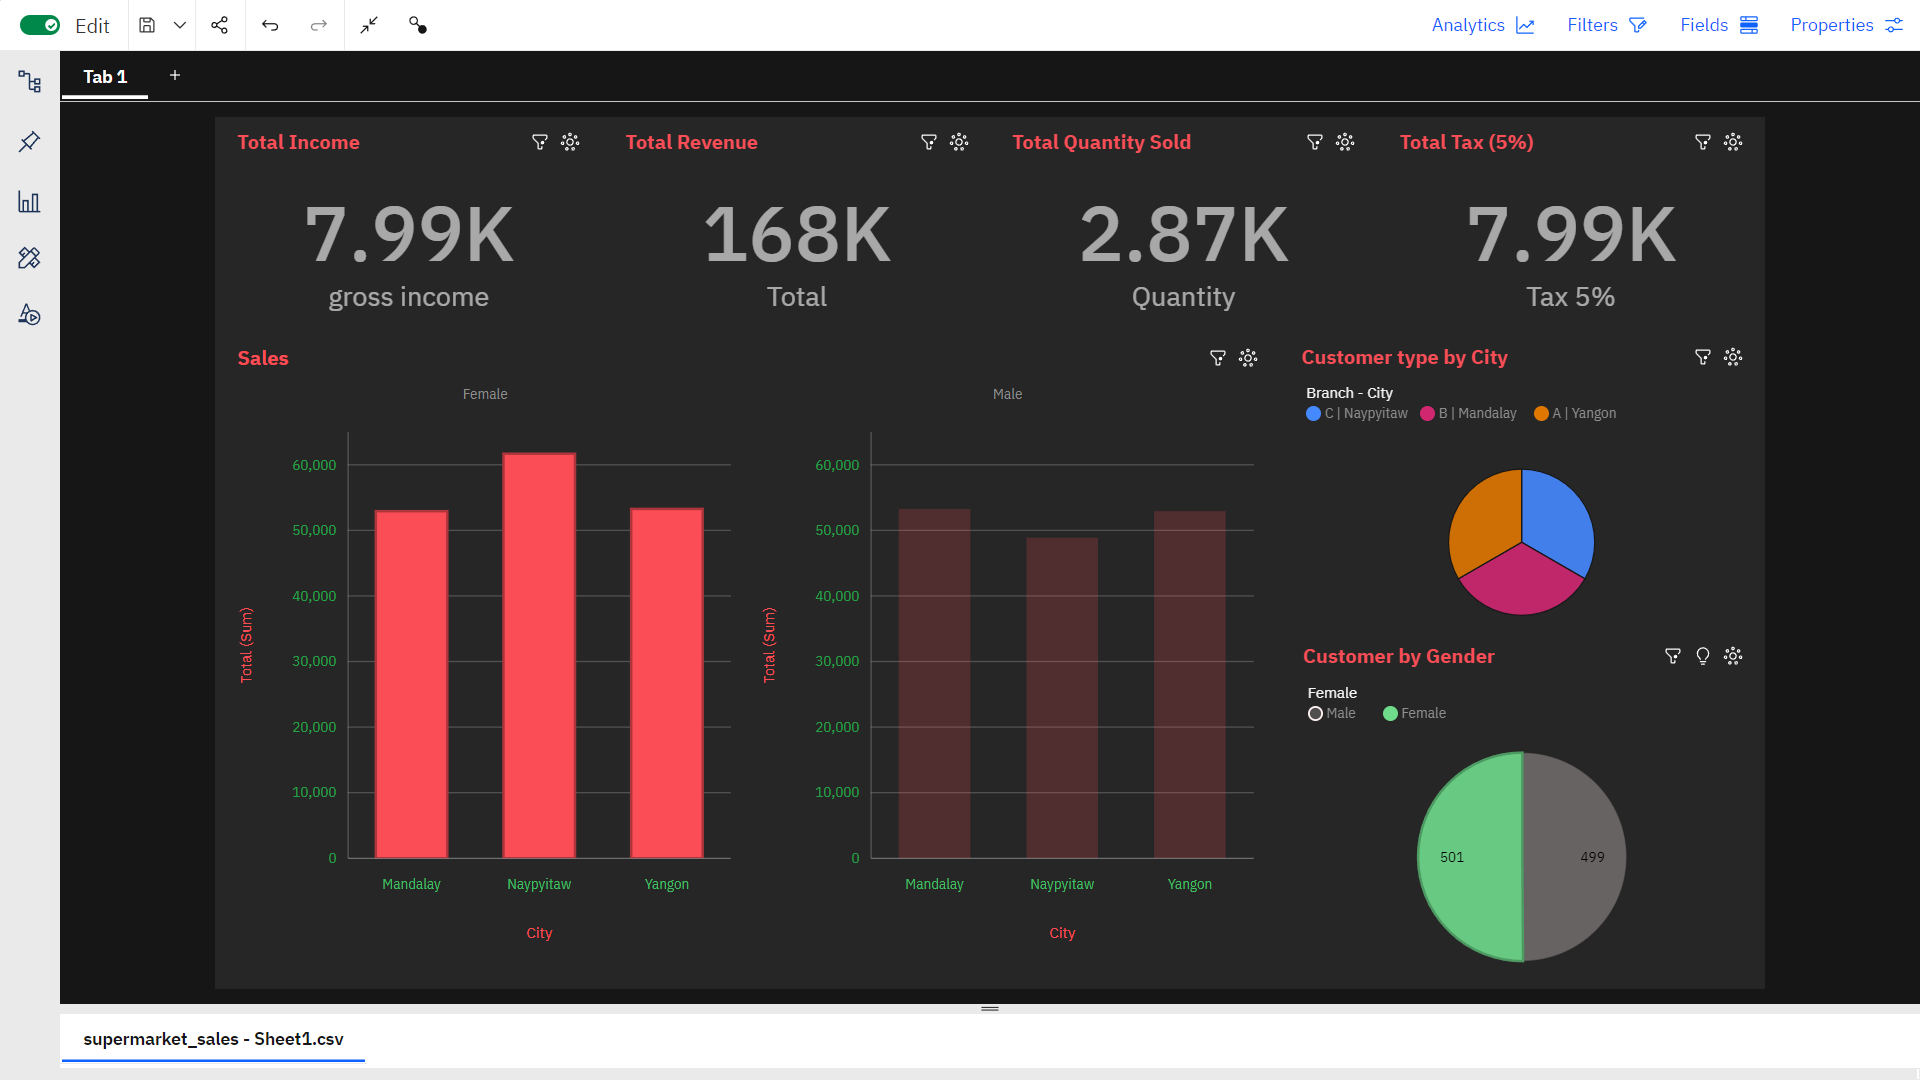 Edit
Analytics
Filters
Fields
Properties
Tab 1
+
Total Income
Total Revenue
Total Quantity Sold
Total Tax (5%)
7.99K
gross income
168K
Total
2.87K
Quantity
7.99K
Tax 5%
Sales
Female
Total (Sum)
60,000
50,000
40,000
30,000
20,000
10,000
0
Mandalay Naypyitaw Yangon
City
Male
Total (Sum)
60,000
50,000
40,000
30,000
20,000
10,000
0
Mandalay Naypyitaw Yangon
City
Customer type by City
Branch - City
C | Naypyitaw B | Mandalay A | Yangon
Customer by Gender
Female
Male Female
501 499
supermarket_sales - Sheet1.csv